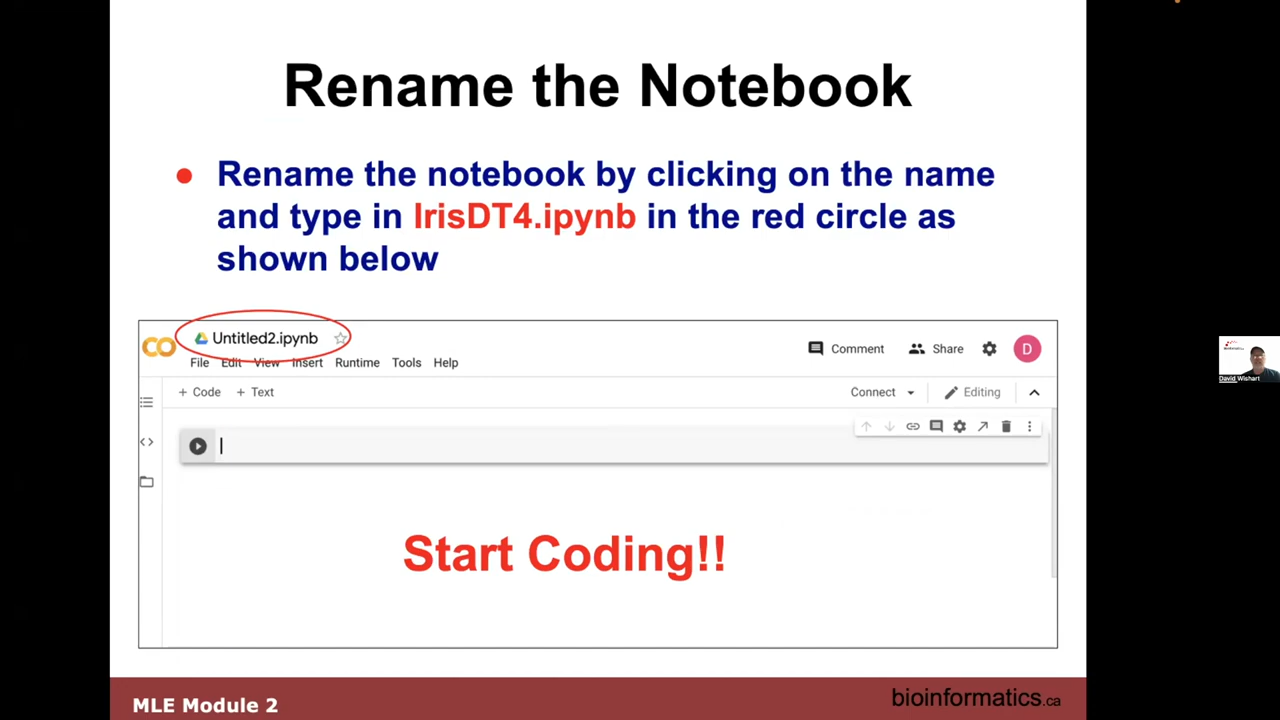 Rename the Notebook
Rename the notebook by clicking on the name
and type in IrisDT4.ipynb in the red circle as
shown below
CO
Untitled2.ipynb
File Edit View Insert Runtime Tools Help
Comment Share D
+ Code + Text
Connect Editing
Start Coding!!
David Wishart
MLE Module 2
bioinformatics.ca